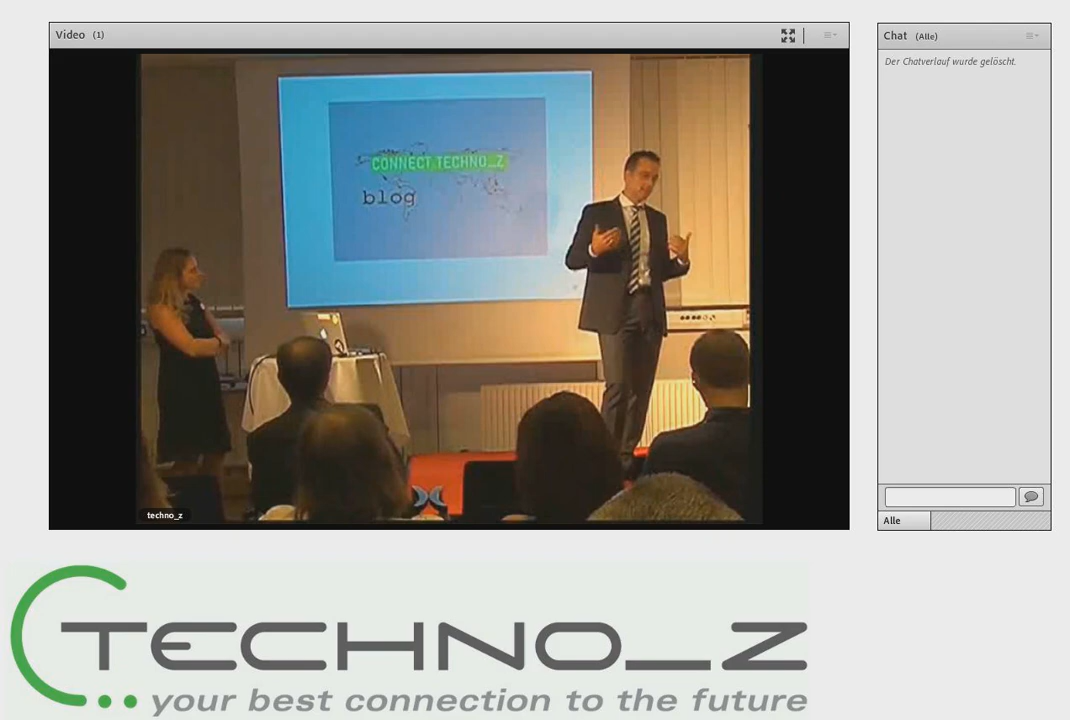 Video (1)
Chat (Alle)
Der Chatverlauf wurde gelöscht.
CONNECT TECHNO_Z
blog
techno_z
Alle
TECHNO_Z
your best connection to the future